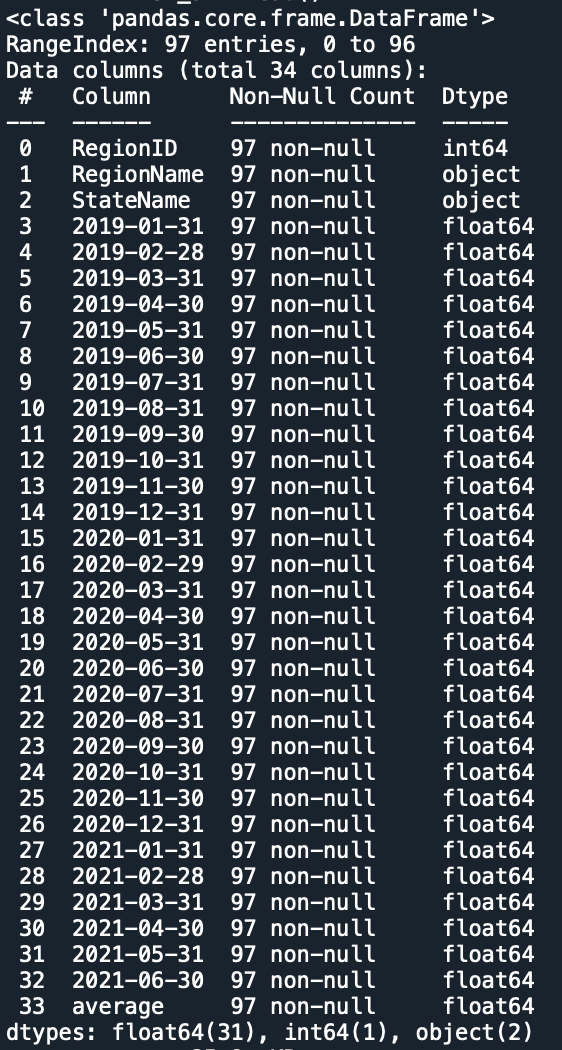 <class 'pandas.core.frame.DataFrame'>
RangeIndex: 97 entries, 0 to 96
Data columns (total 34 columns):
 #   Column      Non-Null Count  Dtype
---  ------      --------------  -----
 0   RegionID    97 non-null     int64
 1   RegionName  97 non-null     object
 2   StateName   97 non-null     object
 3   2019-01-31  97 non-null     float64
 4   2019-02-28  97 non-null     float64
 5   2019-03-31  97 non-null     float64
 6   2019-04-30  97 non-null     float64
 7   2019-05-31  97 non-null     float64
 8   2019-06-30  97 non-null     float64
 9   2019-07-31  97 non-null     float64
 10  2019-08-31  97 non-null     float64
 11  2019-09-30  97 non-null     float64
 12  2019-10-31  97 non-null     float64
 13  2019-11-30  97 non-null     float64
 14  2019-12-31  97 non-null     float64
 15  2020-01-31  97 non-null     float64
 16  2020-02-29  97 non-null     float64
 17  2020-03-31  97 non-null     float64
 18  2020-04-30  97 non-null     float64
 19  2020-05-31  97 non-null     float64
 20  2020-06-30  97 non-null     float64
 21  2020-07-31  97 non-null     float64
 22  2020-08-31  97 non-null     float64
 23  2020-09-30  97 non-null     float64
 24  2020-10-31  97 non-null     float64
 25  2020-11-30  97 non-null     float64
 26  2020-12-31  97 non-null     float64
 27  2021-01-31  97 non-null     float64
 28  2021-02-28  97 non-null     float64
 29  2021-03-31  97 non-null     float64
 30  2021-04-30  97 non-null     float64
 31  2021-05-31  97 non-null     float64
 32  2021-06-30  97 non-null     float64
 33  average     97 non-null     float64
dtypes: float64(31), int64(1), object(2)